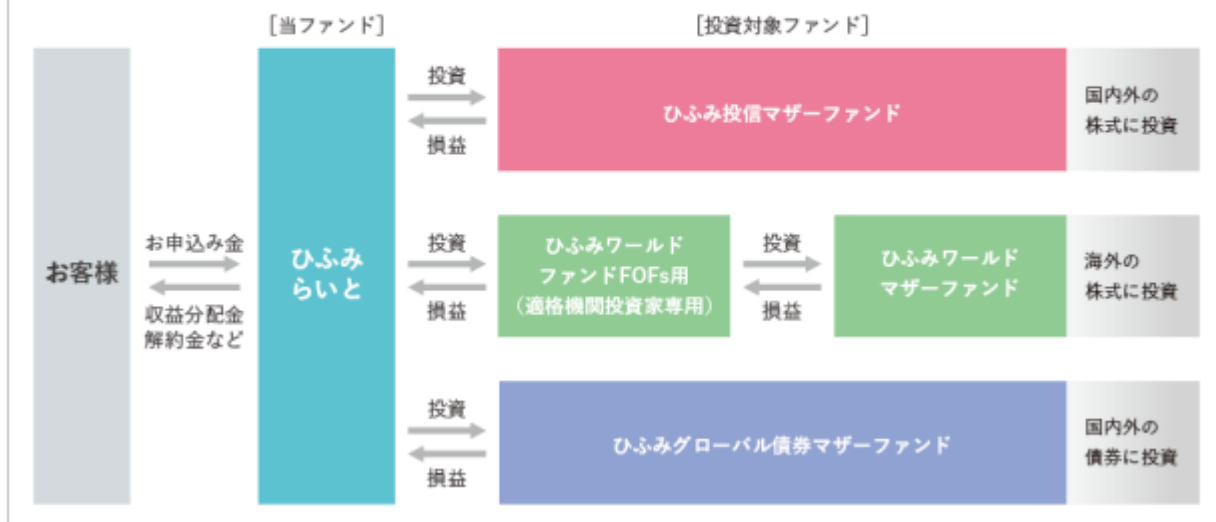 [当ファンド]
[投資対象ファンド]
お客様
お申込み金
収益分配金
解約金など
ひふみ
らいと
投資
損益
ひふみ投信マザーファンド
国内外の
株式に投資
投資
損益
ひふみワールド
ファンドFOFs用
（適格機関投資家専用）
投資
損益
ひふみワールド
マザーファンド
海外の
株式に投資
投資
損益
ひふみグローバル債券マザーファンド
国内外の
債券に投資